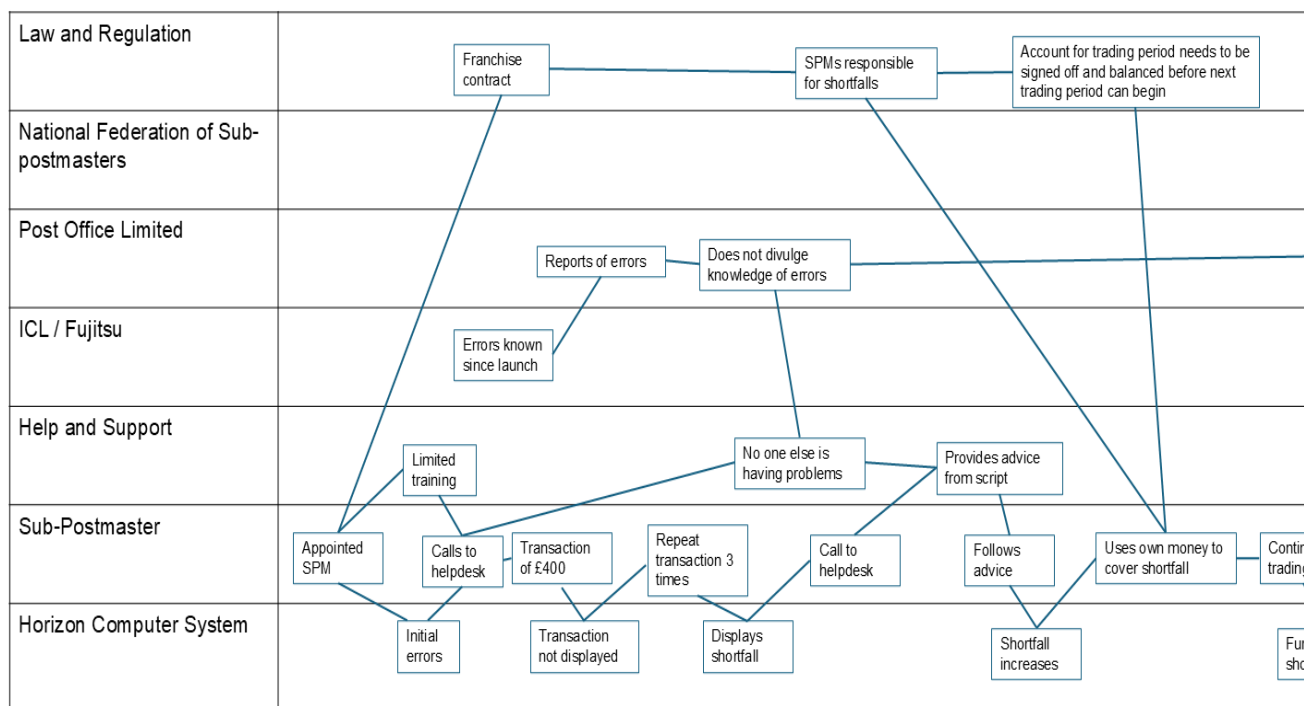 Law and Regulation
Franchise
contract
SPMs responsible
for shortfalls
Account for trading period needs to be
signed off and balanced before next
trading period can begin
National Federation of Sub-
postmasters
Post Office Limited
Reports of errors
Does not divulge
knowledge of errors
ICL / Fujitsu
Errors known
since launch
Help and Support
Limited
training
No one else is
having problems
Provides advice
from script
Sub-Postmaster
Appointed
SPM
Calls to
helpdesk
Transaction
of £400
Repeat
transaction 3
times
Call to
helpdesk
Follows
advice
Uses own money to
cover shortfall
Contin
trading
Horizon Computer System
Initial
errors
Transaction
not displayed
Displays
shortfall
Shortfall
increases
Fur
sho